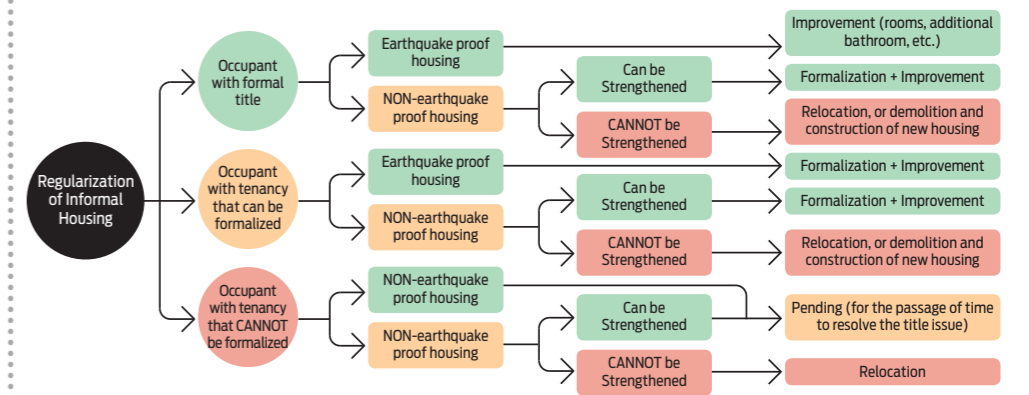 Regularization
of Informal
Housing
Occupant
with formal
title
Earthquake proof
housing
Improvement (rooms, additional
bathroom, etc.)
NON-earthquake
proof housing
Can be
Strengthened
Formalization + Improvement
CANNOT be
Strengthened
Relocation, or demolition and
construction of new housing
Occupant
with tenancy
that can be
formalized
Earthquake proof
housing
Formalization + Improvement
NON-earthquake
proof housing
Can be
Strengthened
Formalization + Improvement
CANNOT be
Strengthened
Relocation, or demolition and
construction of new housing
Occupant
with tenancy
that CANNOT
be formalized
NON-earthquake
proof housing
NON-earthquake
proof housing
Can be
Strengthened
Pending (for the passage of time
to resolve the title issue)
CANNOT be
Strengthened
Relocation